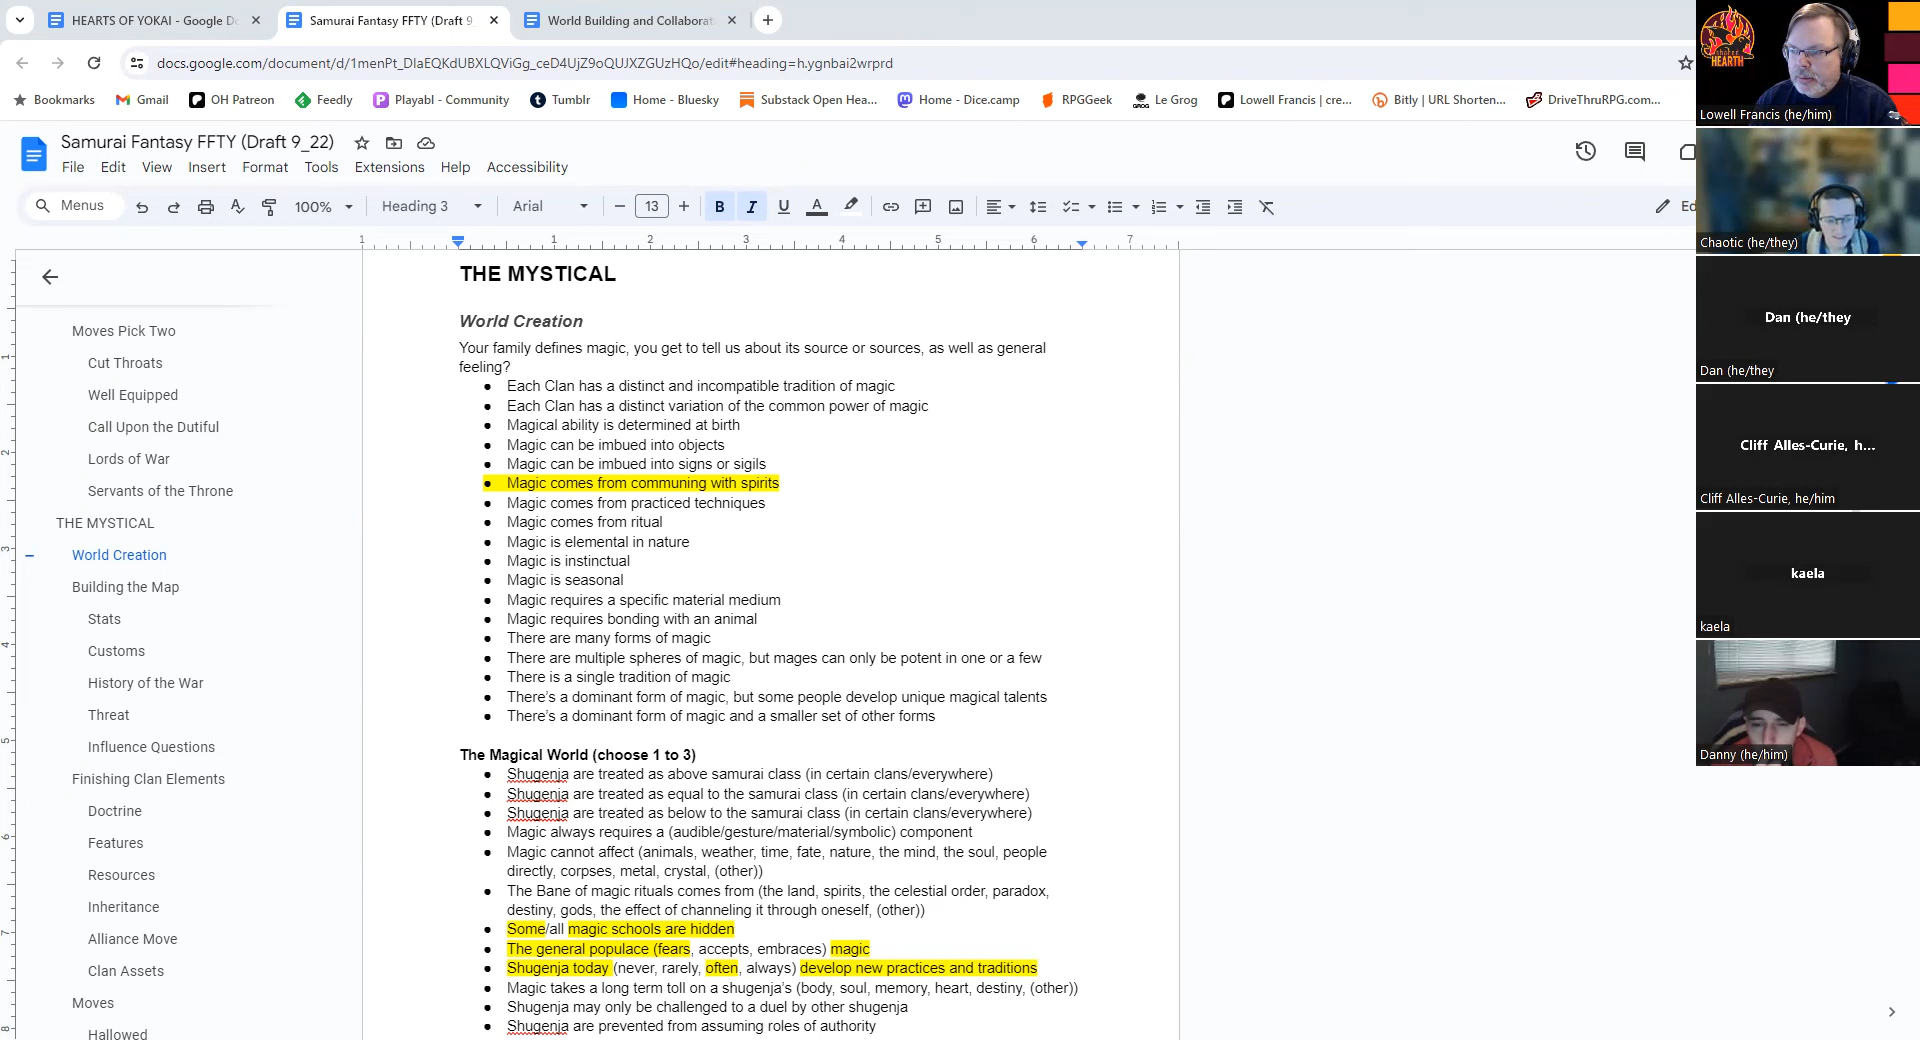 HEARTS OF YOKAI - Google Do
Samurai Fantasy FFTY (Draft 9
World Building and Collaborat
docs.google.com/document/d/1menPt_DIaEQKdUBXLQViGg_ceD4UjZ9oQUJXZGUzHQo/edit#heading=h.ygnbai2wrprd
Bookmarks
Gmail
OH Patreon
Feedly
Playabl - Community
Tumblr
Home - Bluesky
Substack Open Hea...
Home - Dice.camp
RPGGeek
Le Grog
Lowell Francis | cre...
Bitly | URL Shorten...
DriveThruRPG.com...
Samurai Fantasy FFTY (Draft 9_22)
File Edit View Insert Format Tools Extensions Help Accessibility
Menus
100%
Heading 3
Arial
13
B I U A
Ed
1 1 2 3 4 5 6 7
Moves Pick Two
Cut Throats
Well Equipped
Call Upon the Dutiful
Lords of War
Servants of the Throne
THE MYSTICAL
World Creation
Building the Map
Stats
Customs
History of the War
Threat
Influence Questions
Finishing Clan Elements
Doctrine
Features
Resources
Inheritance
Alliance Move
Clan Assets
Moves
Hallowed
1
2
3
4
5
6
7
8
THE MYSTICAL
World Creation
Your family defines magic, you get to tell us about its source or sources, as well as general
feeling?
● Each Clan has a distinct and incompatible tradition of magic
● Each Clan has a distinct variation of the common power of magic
● Magical ability is determined at birth
● Magic can be imbued into objects
● Magic can be imbued into signs or sigils
● Magic comes from communing with spirits
● Magic comes from practiced techniques
● Magic comes from ritual
● Magic is elemental in nature
● Magic is instinctual
● Magic is seasonal
● Magic requires a specific material medium
● Magic requires bonding with an animal
● There are many forms of magic
● There are multiple spheres of magic, but mages can only be potent in one or a few
● There is a single tradition of magic
● There's a dominant form of magic, but some people develop unique magical talents
● There's a dominant form of magic and a smaller set of other forms
The Magical World (choose 1 to 3)
● Shugenja are treated as above samurai class (in certain clans/everywhere)
● Shugenja are treated as equal to the samurai class (in certain clans/everywhere)
● Shugenja are treated as below to the samurai class (in certain clans/everywhere)
● Magic always requires a (audible/gesture/material/symbolic) component
● Magic cannot affect (animals, weather, time, fate, nature, the mind, the soul, people
directly, corpses, metal, crystal, (other))
● The Bane of magic rituals comes from (the land, spirits, the celestial order, paradox,
destiny, gods, the effect of channeling it through oneself, (other))
● Some/all magic schools are hidden
● The general populace (fears, accepts, embraces) magic
● Shugenja today (never, rarely, often, always) develop new practices and traditions
● Magic takes a long term toll on a shugenja's (body, soul, memory, heart, destiny, (other))
● Shugenja may only be challenged to a duel by other shugenja
● Shugenja are prevented from assuming roles of authority
HEARTH
Lowell Francis (he/him)
Chaotic (he/they)
Dan (he/they
Dan (he/they
Cliff Alles-Curie, h...
Cliff Alles-Curie, he/him
kaela
kaela
Danny (he/him)